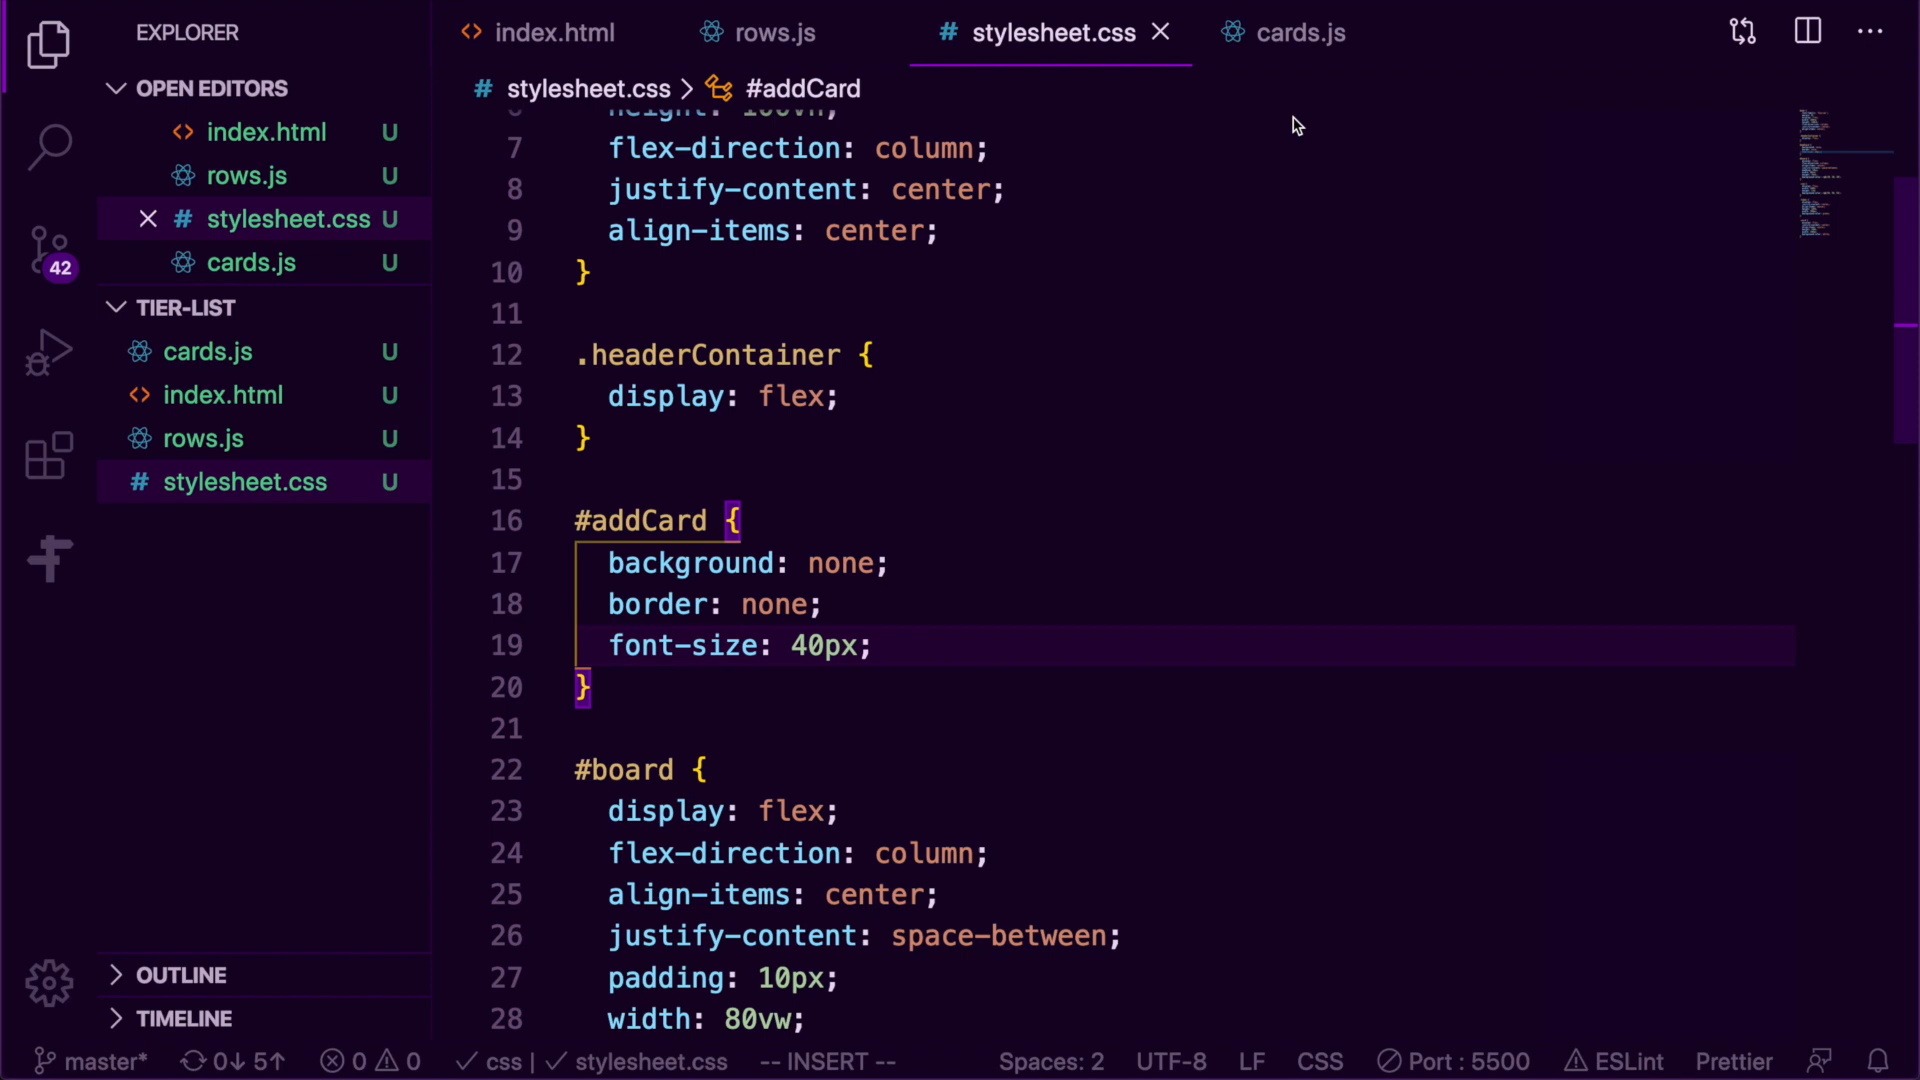 EXPLORER
OPEN EDITORS
index.html U
rows.js U
stylesheet.css U
cards.js U
TIER-LIST
cards.js U
index.html U
rows.js U
stylesheet.css U
OUTLINE
TIMELINE
42
index.html rows.js # stylesheet.css cards.js
# stylesheet.css > #addCard
6 height: 100vh;
7 flex-direction: column;
8 justify-content: center;
9 align-items: center;
10 }
11
12 .headerContainer {
13 display: flex;
14 }
15
16 #addCard {
17 background: none;
18 border: none;
19 font-size: 40px;
20 }
21
22 #board {
23 display: flex;
24 flex-direction: column;
25 align-items: center;
26 justify-content: space-between;
27 padding: 10px;
28 width: 80vw;
master* 0↓ 5↑ 0 0 ✓ css | ✓ stylesheet.css -- INSERT -- Spaces: 2 UTF-8 LF CSS Port : 5500 ESLint Prettier